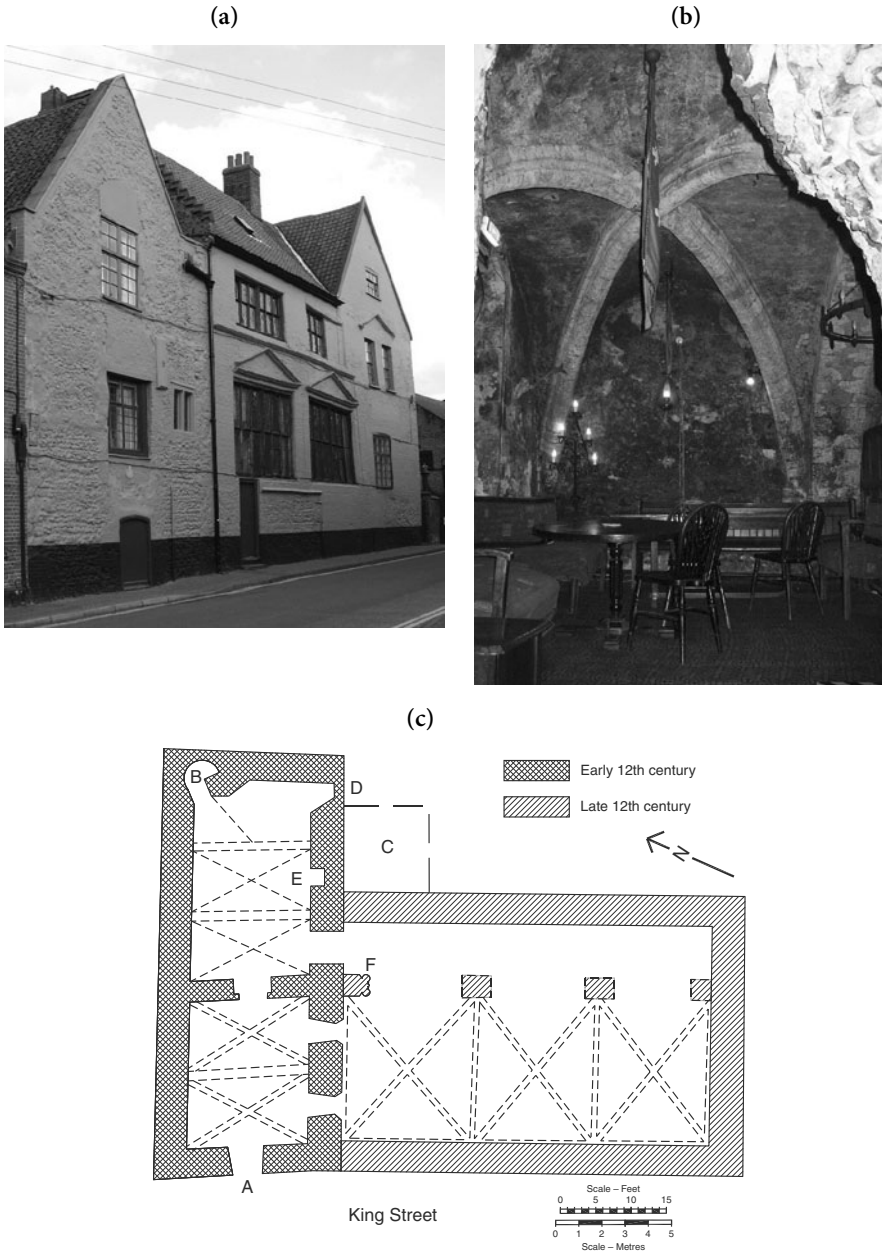 (a)
(b)
(c)
B
D
C
E
F
A
Early 12th century
Late 12th century
N
King Street
Scale – Feet
0 5 10 15
0 1 2 3 4 5
Scale – Metres